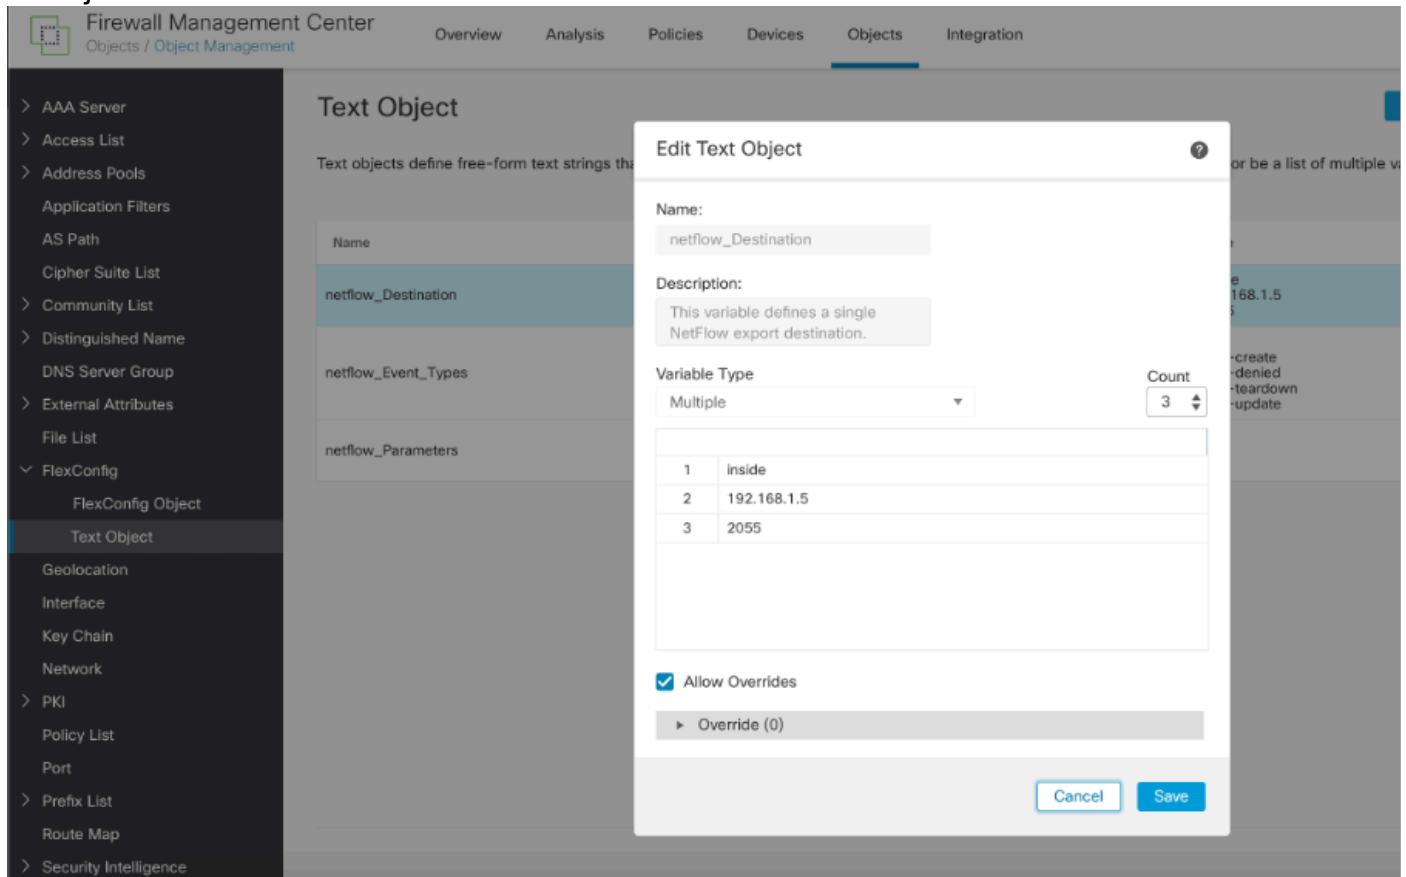 Firewall Management Center
Objects / Object Management
Overview
Analysis
Policies
Devices
Objects
Integration
AAA Server
Access List
Address Pools
Application Filters
AS Path
Cipher Suite List
Community List
Distinguished Name
DNS Server Group
External Attributes
File List
FlexConfig
FlexConfig Object
Text Object
Geolocation
Interface
Key Chain
Network
PKI
Policy List
Port
Prefix List
Route Map
Security Intelligence
Text Object
Text objects define free-form text strings
or be a list of multiple
Name
netflow_Destination
168.1.5
netflow_Event_Types
-create
-denied
-teardown
-update
netflow_Parameters
Edit Text Object
Name:
netflow_Destination
Description:
This variable defines a single
NetFlow export destination.
Variable Type
Count
Multiple
3
1 inside
2 192.168.1.5
3 2055
Allow Overrides
Override (0)
Cancel
Save